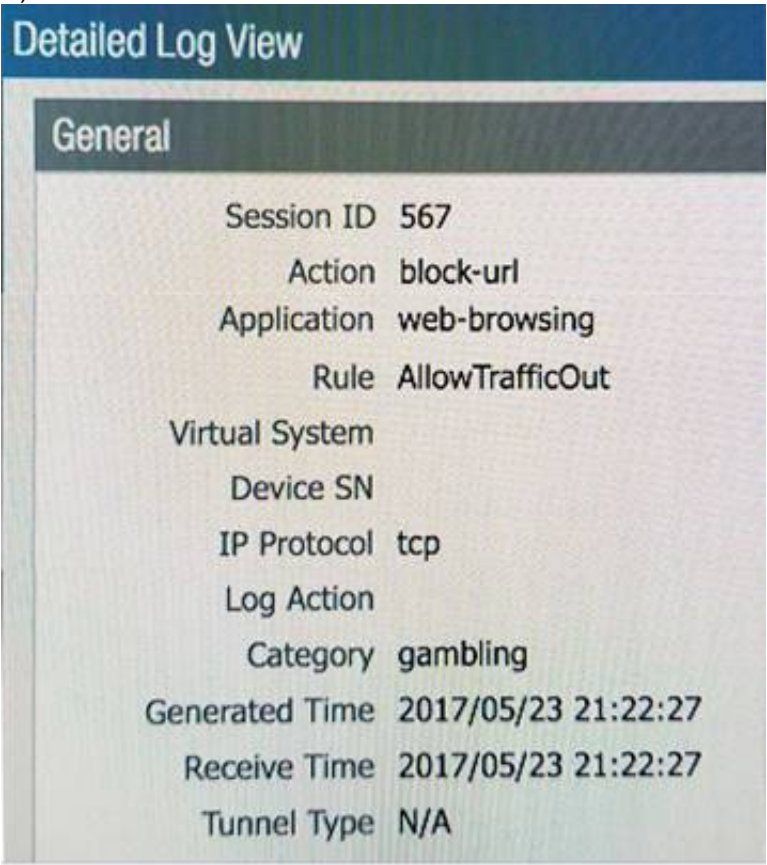 Detailed Log View
General
Session ID 567
Action block-url
Application web-browsing
Rule AllowTrafficOut
Virtual System
Device SN
IP Protocol tcp
Log Action
Category gambling
Generated Time 2017/05/23 21:22:27
Receive Time 2017/05/23 21:22:27
Tunnel Type N/A